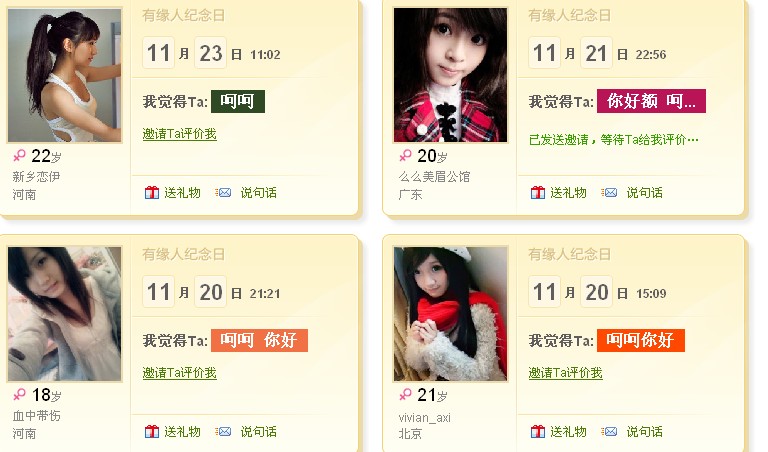 有缘人纪念日
11 月 23 日 11:02
我觉得Ta: 呵呵
邀请Ta评价我
22岁
新乡恋伊
河南
送礼物 说句话
有缘人纪念日
11 月 21 日 22:56
我觉得Ta: 你好额 呵...
已发送邀请，等待Ta给我评价…
20岁
么么美眉公馆
广东
送礼物 说句话
有缘人纪念日
11 月 20 日 21:21
我觉得Ta: 呵呵 你好
邀请Ta评价我
18岁
血中带伤
河南
送礼物 说句话
有缘人纪念日
11 月 20 日 15:09
我觉得Ta: 呵呵你好
邀请Ta评价我
21岁
vivian_axi
北京
送礼物 说句话